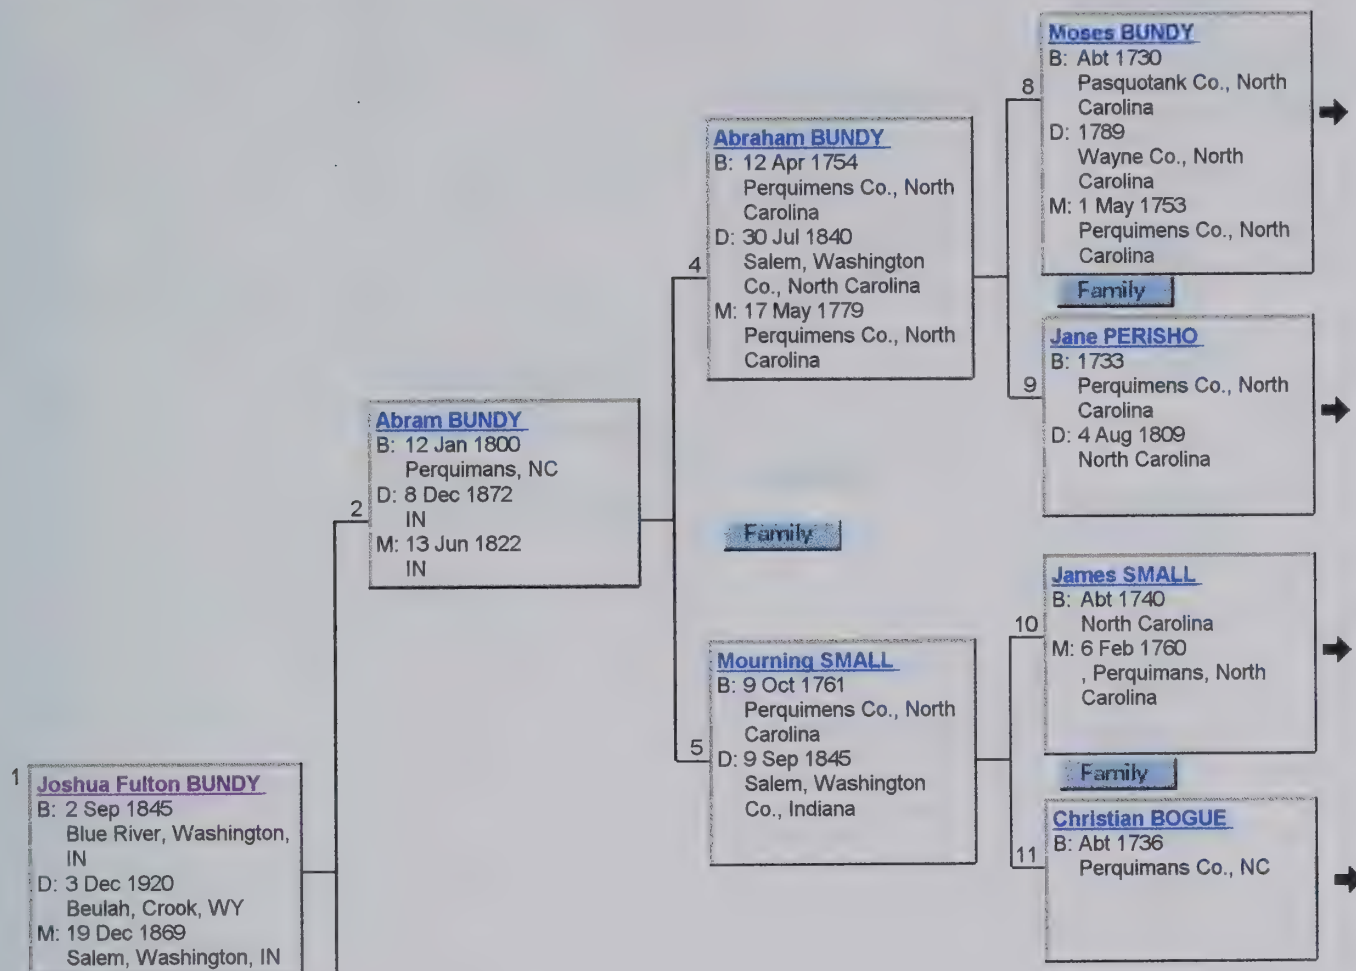 Moses BUNDY
8
B: Abt 1730
Pasquotank Co., North
Carolina
D: 1789
Wayne Co., North
Carolina
M: 1 May 1753
Perquimens Co., North
Carolina
Family
Abraham BUNDY
B: 12 Apr 1754
Perquimens Co., North
Carolina
D: 30 Jul 1840
4
Salem, Washington
Co., North Carolina
M: 17 May 1779
Perquimens Co., North
Carolina
Jane PERISHO
B: 1733
9
Perquimens Co., North
Carolina
D: 4 Aug 1809
North Carolina
Abram BUNDY
B: 12 Jan 1800
Perquimans, NC
D: 8 Dec 1872
2
IN
M: 13 Jun 1822
IN
Family
James SMALL
B: Abt 1740
10
North Carolina
M: 6 Feb 1760
, Perquimans, North
Carolina
Family
Mourning SMALL
B: 9 Oct 1761
Perquimens Co., North
Carolina
5
D: 9 Sep 1845
Salem, Washington
Co., Indiana
Christian BOGUE
B: Abt 1736
11
Perquimans Co., NC
1
Joshua Fulton BUNDY
B: 2 Sep 1845
Blue River, Washington,
IN
D: 3 Dec 1920
Beulah, Crook, WY
M: 19 Dec 1869
Salem, Washington, IN